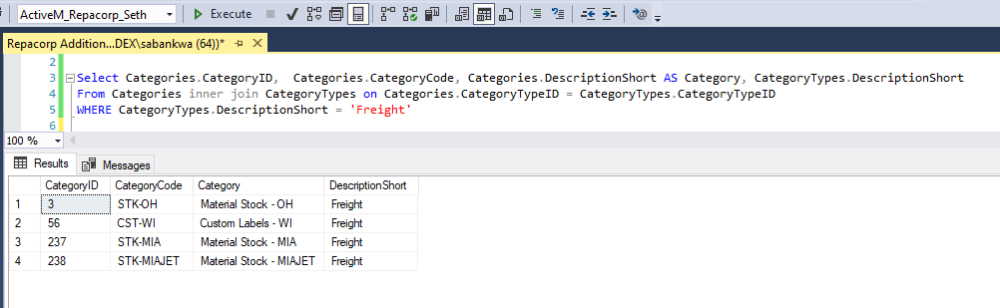 ActiveM_Repacorp_Seth Execute
Repacorp Addition...DEX\sabankwa (64))*
2
3 Select Categories.CategoryID,  Categories.CategoryCode, Categories.DescriptionShort AS Category, CategoryTypes.DescriptionShort
4 From Categories inner join CategoryTypes on Categories.CategoryTypeID = CategoryTypes.CategoryTypeID
5 WHERE CategoryTypes.DescriptionShort = 'Freight'
6
100 %
Results Messages
CategoryID CategoryCode Category DescriptionShort
1 3 STK-OH Material Stock - OH Freight
2 56 CST-WI Custom Labels - WI Freight
3 237 STK-MIA Material Stock - MIA Freight
4 238 STK-MIAJET Material Stock - MIAJET Freight